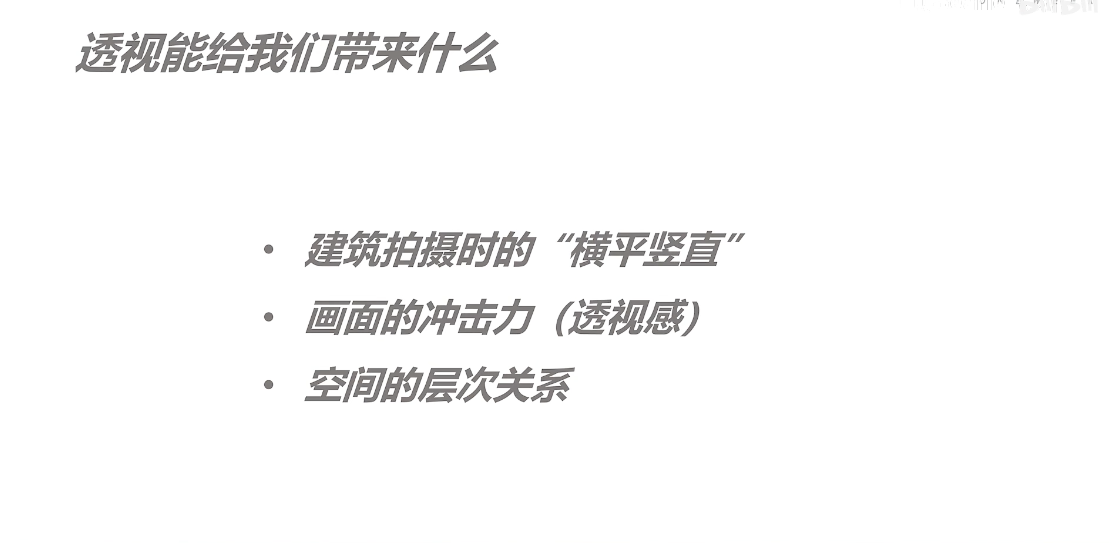 透视能给我们带来什么
• 建筑拍摄时的“横平竖直”
• 画面的冲击力（透视感）
• 空间的层次关系